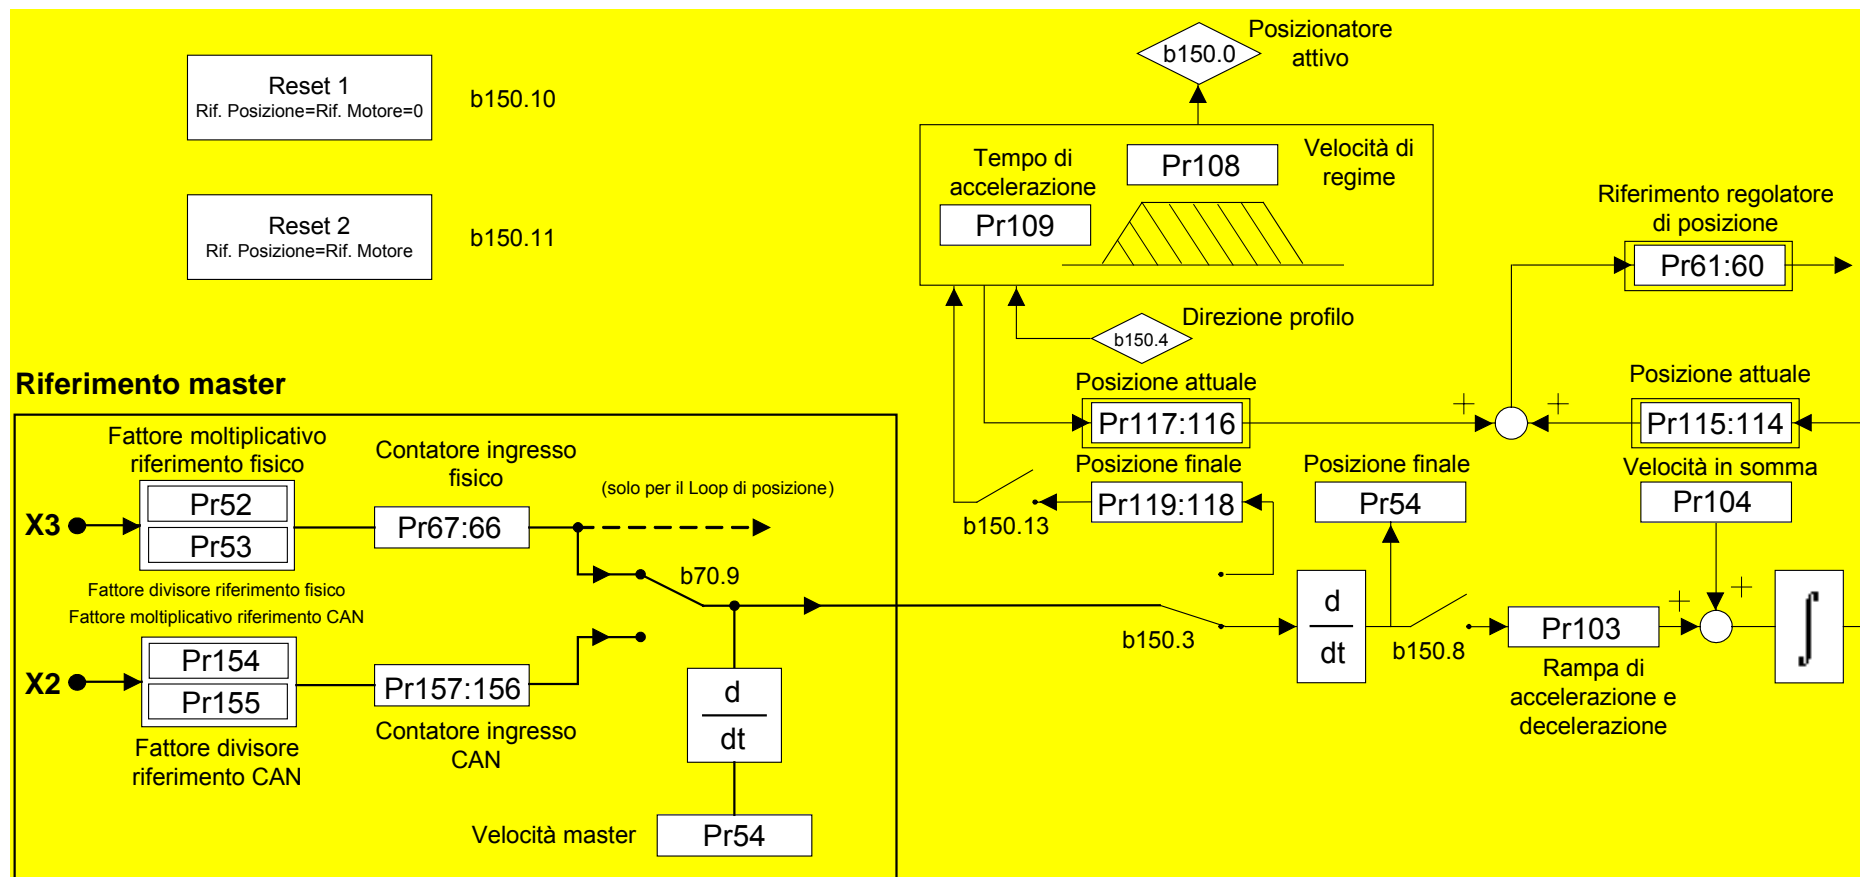 Reset 1
Rif. Posizione=Rif. Motore=0
b150.10
Reset 2
Rif. Posizione=Rif. Motore
b150.11
b150.0
Posizionatore
attivo
Tempo di
accelerazione
Pr109
Pr108
Velocità di
regime
b150.4
Direzione profilo
Riferimento regolatore
di posizione
Pr61:60
Posizione attuale
Pr117:116
+
+
Posizione attuale
Pr115:114
b150.13
Posizione finale
Pr119:118
Posizione finale
Pr54
Velocità in somma
Pr104
Riferimento master
Fattore moltiplicativo
riferimento fisico
X3
Pr52
Pr53
Fattore divisore riferimento fisico
Contatore ingresso
fisico
Pr67:66
(solo per il Loop di posizione)
b70.9
Fattore moltiplicativo riferimento CAN
X2
Pr154
Pr155
Fattore divisore
riferimento CAN
Pr157:156
Contatore ingresso
CAN
d
dt
Velocità master
Pr54
b150.3
d
dt
b150.8
Pr103
Rampa di
accelerazione e
decelerazione
+
+
∫